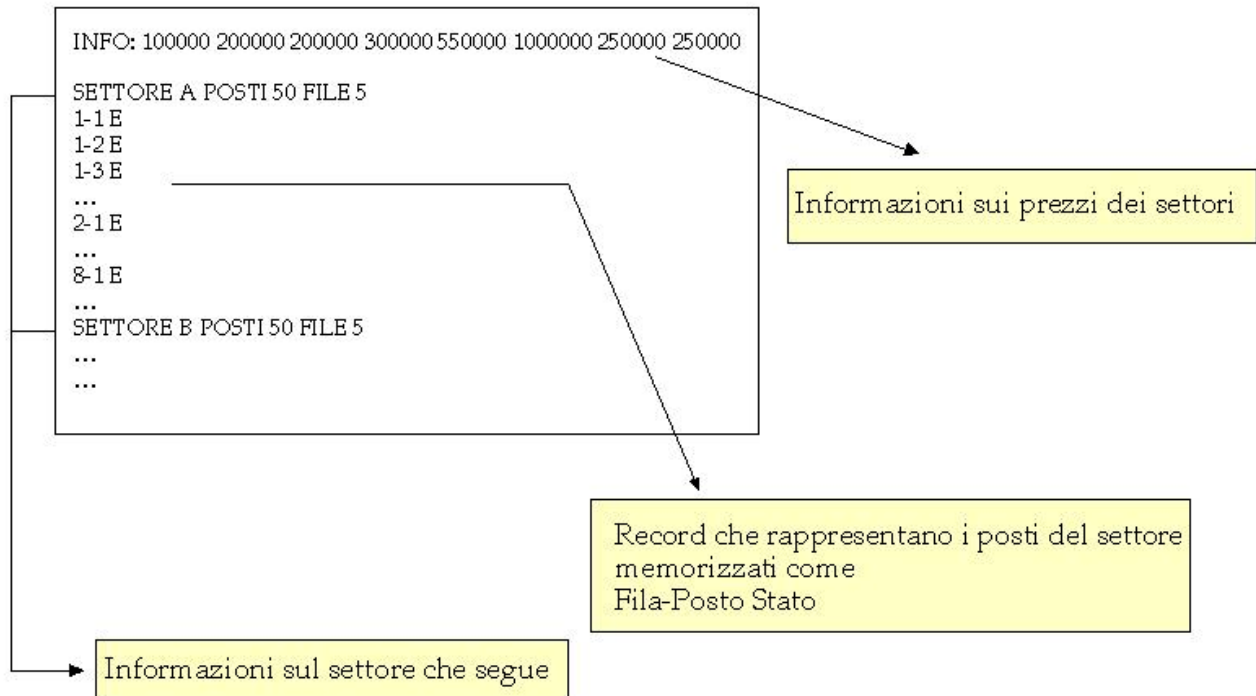 INFO: 100000 200000 200000 300000 550000 1000000 250000 250000
SETTORE A POSTI 50 FILE 5
1-1 E
1-2 E
1-3 E
...
2-1 E
...
8-1 E
...
SETTORE B POSTI 50 FILE 5
...
...
Informazioni sui prezzi dei settori
Record che rappresentano i posti del settore
memorizzati come
Fila-Posto Stato
Informazioni sul settore che segue